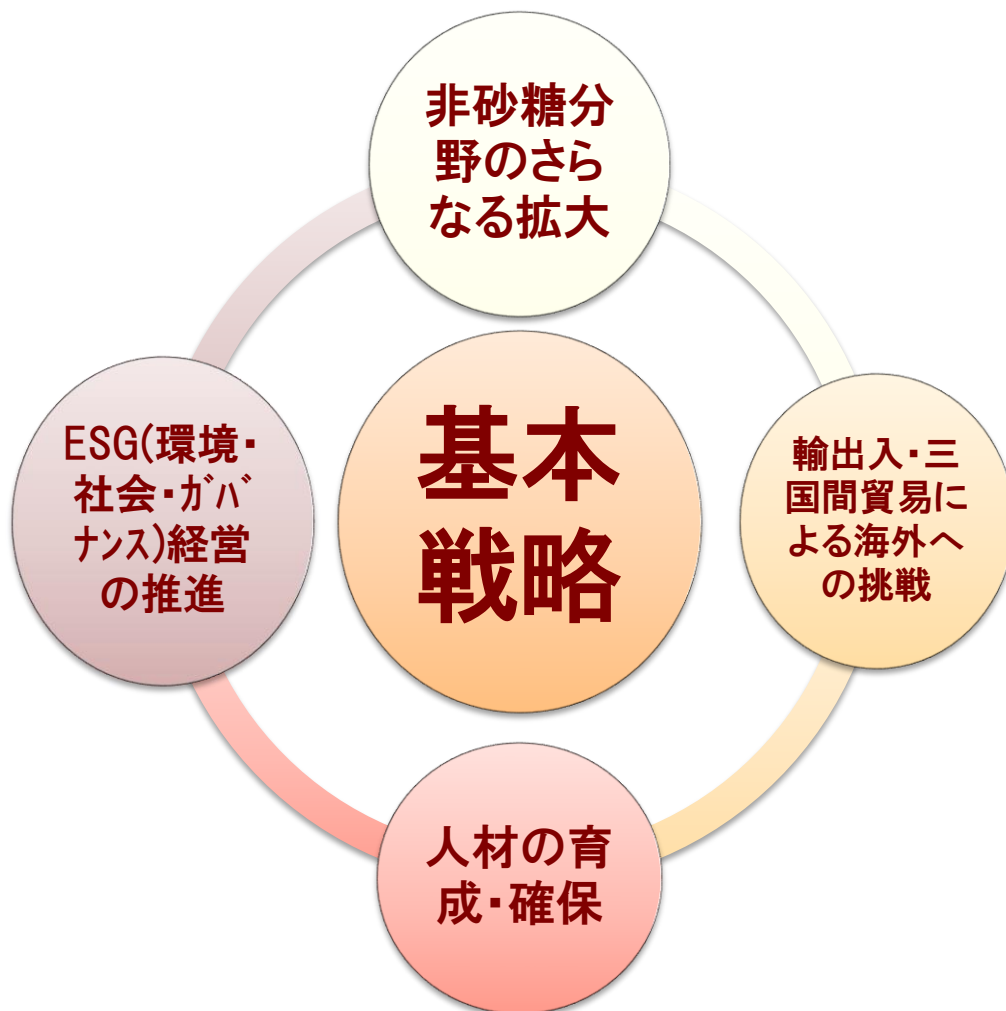 非砂糖分
野のさら
なる拡大
基本
戦略
輸出入・三
国間貿易に
よる海外へ
の挑戦
人材の育
成・確保
ESG(環境・
社会・ｶﾞﾊﾞ
ﾅﾝｽ)経営
の推進